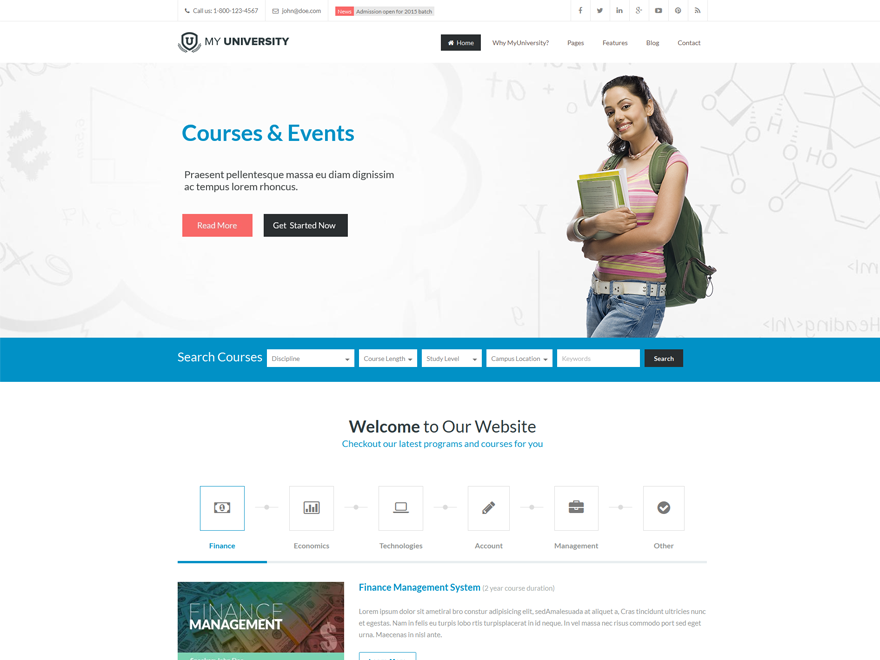 Call us: 1-800-123-4567
john@doe.com
News Admission open for 2015 batch
MY UNIVERSITY
Home
Why MyUniversity?
Pages
Features
Blog
Contact
Courses & Events
Praesent pellentesque massa eu diam dignissim
ac tempus lorem rhoncus.
Read More
Get Started Now
Search Courses
Discipline
Course Length
Study Level
Campus Location
Keywords
Search
Welcome to Our Website
Checkout our latest programs and courses for you
Finance
Economics
Technologies
Account
Management
Other
FINANCE
MANAGEMENT
Finance Management System (2 year course duration)
Lorem ipsum dolor sit ametiral bro constur adipisicing elit, sedAmalesuada at aliquet a, Cras tincidunt ultricies nunc
et egestas. Nam in felis eu turpis lobo rtis turpisplacerat in id neque. In vel massa nec risus commodo port sed eget
urna. Maecenas in nisl ante.